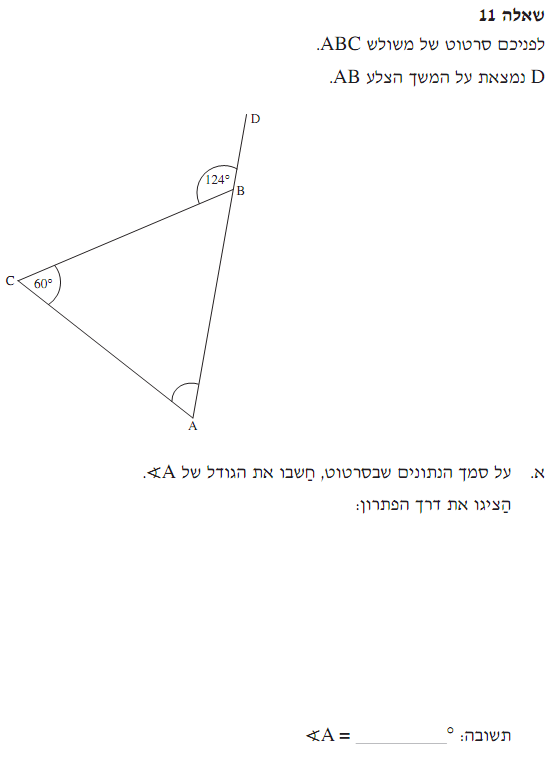 שאלה 11
לפניכם סרטוט של משולש ABC.
D נמצאת על המשך הצלע AB.
D
124°
B
C
60°
A
א. על סמך הנתונים שבסרטוט, חַשבו את הגודל של A∢.
הַציגו את דרך הפתרון:
תשובה: ∢A = __________°